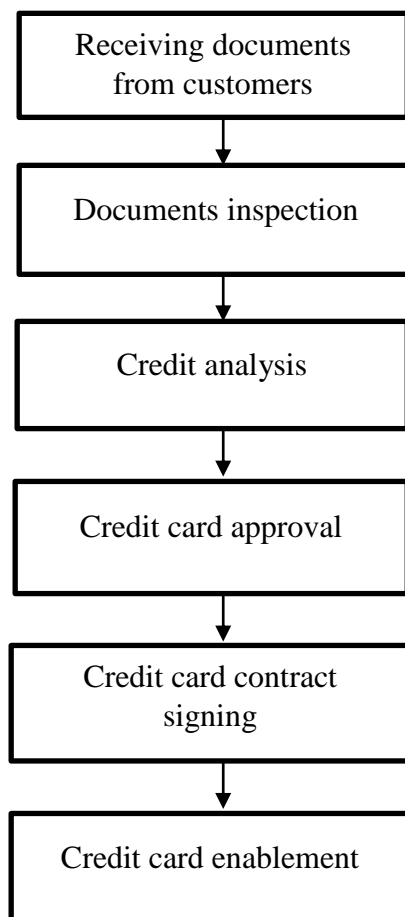 Receiving documents
from customers
Documents inspection
Credit analysis
Credit card approval
Credit card contract
signing
Credit card enablement